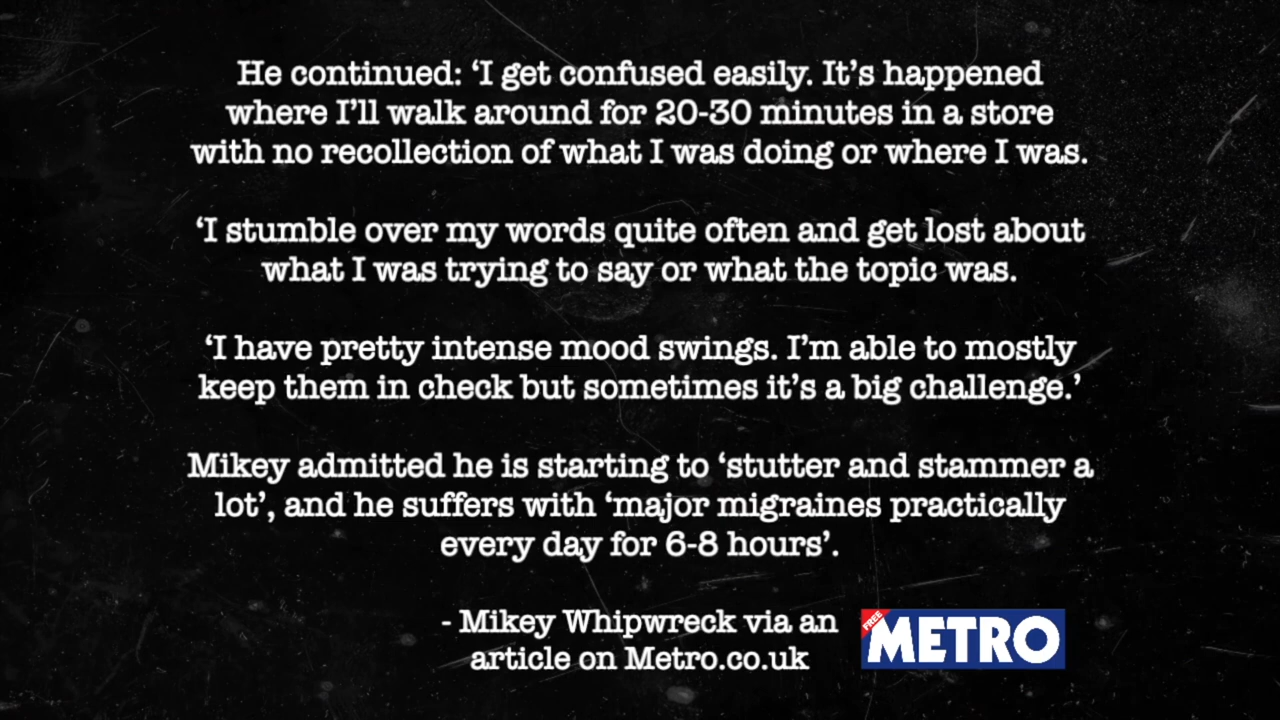 He continued: ‘I get confused easily. It’s happened
where I’ll walk around for 20-30 minutes in a store
with no recollection of what I was doing or where I was.
‘I stumble over my words quite often and get lost about
what I was trying to say or what the topic was.
‘I have pretty intense mood swings. I’m able to mostly
keep them in check but sometimes it’s a big challenge.’
Mikey admitted he is starting to ‘stutter and stammer a
lot’, and he suffers with ‘major migraines practically
every day for 6-8 hours’.
- Mikey Whipwreck via an
article on Metro.co.uk
FREE
METRO